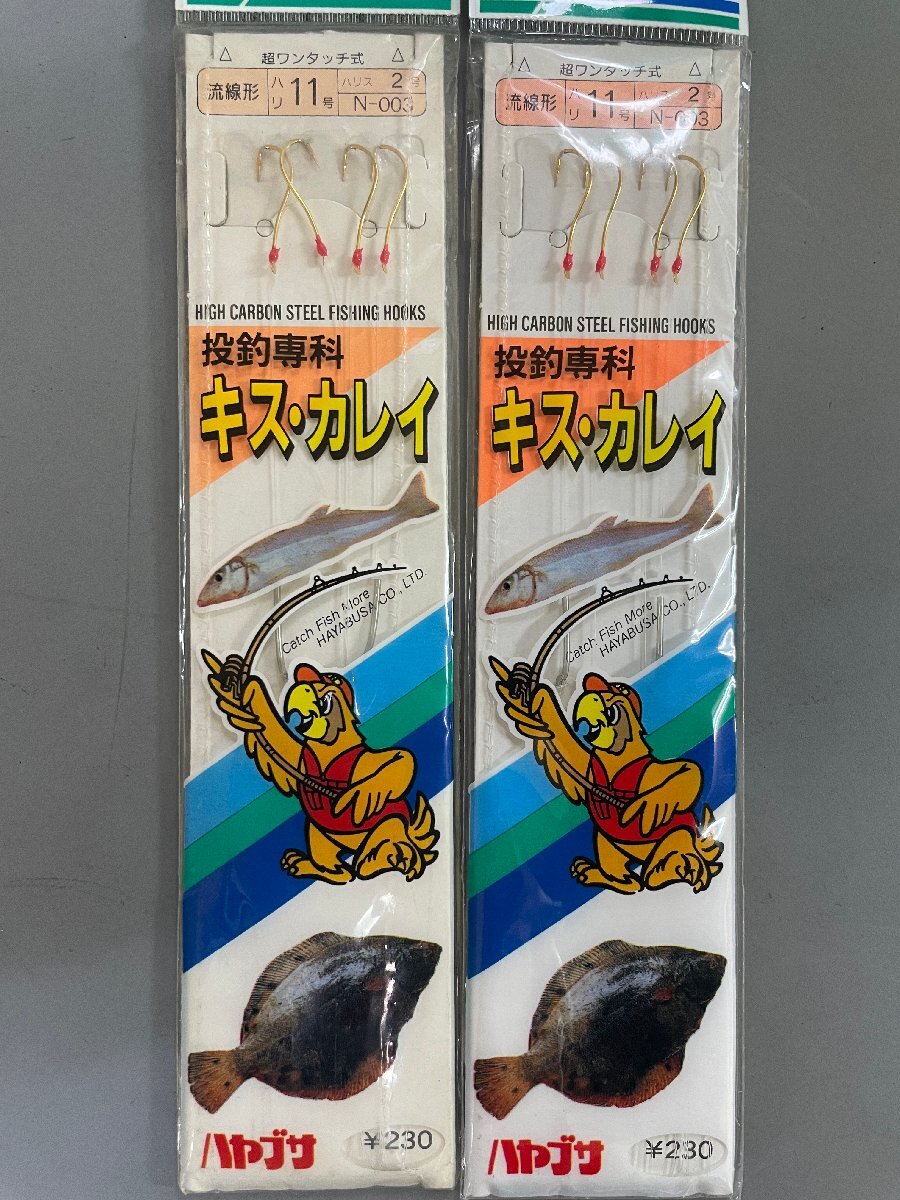 超ワンタッチ式
流線形 ハリ 11号 ハリス 2号
N-003
HIGH CARBON STEEL FISHING HOOKS
投釣専科
キス・カレイ
Catch Fish More
HAYABUSA CO., LTD.
ハヤブサ
¥230
超ワンタッチ式
流線形 ハリ 11号 ハリス 2号
N-003
HIGH CARBON STEEL FISHING HOOKS
投釣専科
キス・カレイ
Catch Fish More
HAYABUSA CO., LTD.
ハヤブサ
¥230